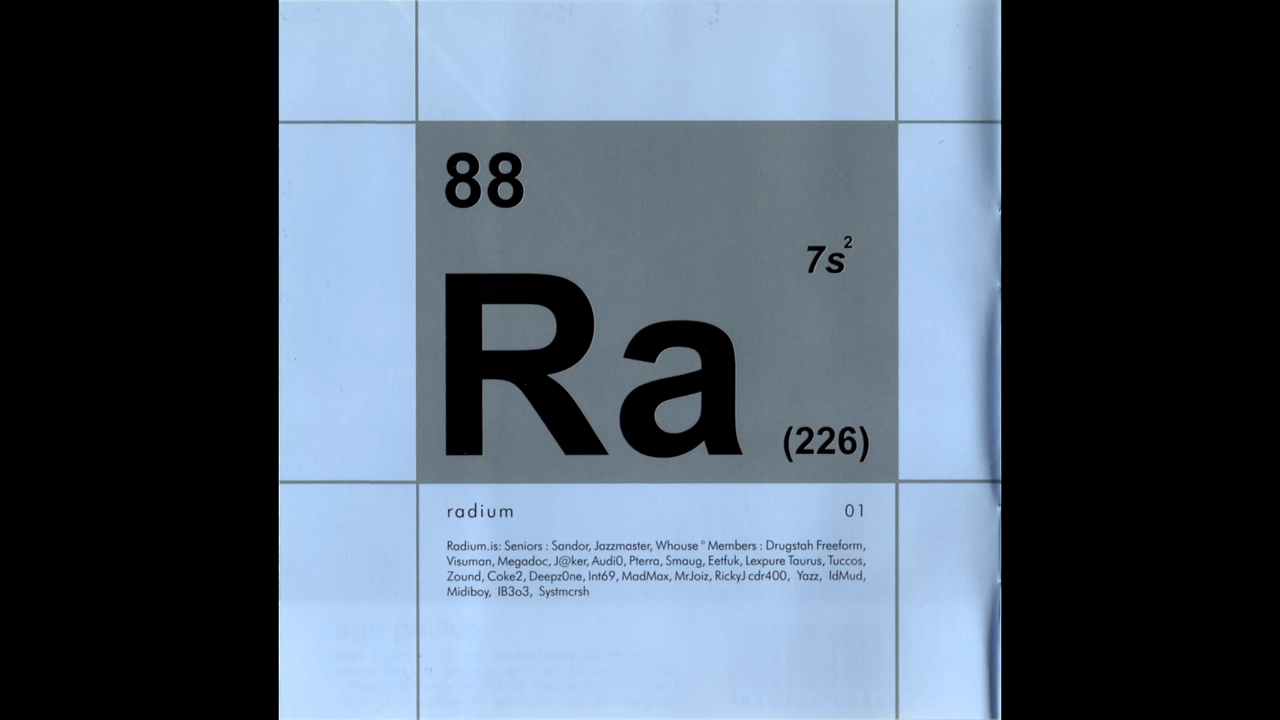 88
7s²
Ra
(226)
radium 01
Radium.is: Seniors : Sandor, Jazzmaster, Whouse ° Members : Drugstah Freeform,
Visuman, Megadoc, J@ker, Audi0, Pterra, Smaug, Eetfuk, Lexpure Taurus, Tuccos,
Zound, Coke2, Deepz0ne, Int69, MadMax, MrJoiz, RickyJ cdr400, Yazz, IdMud,
Midiboy, IB3o3, Systmcrsh